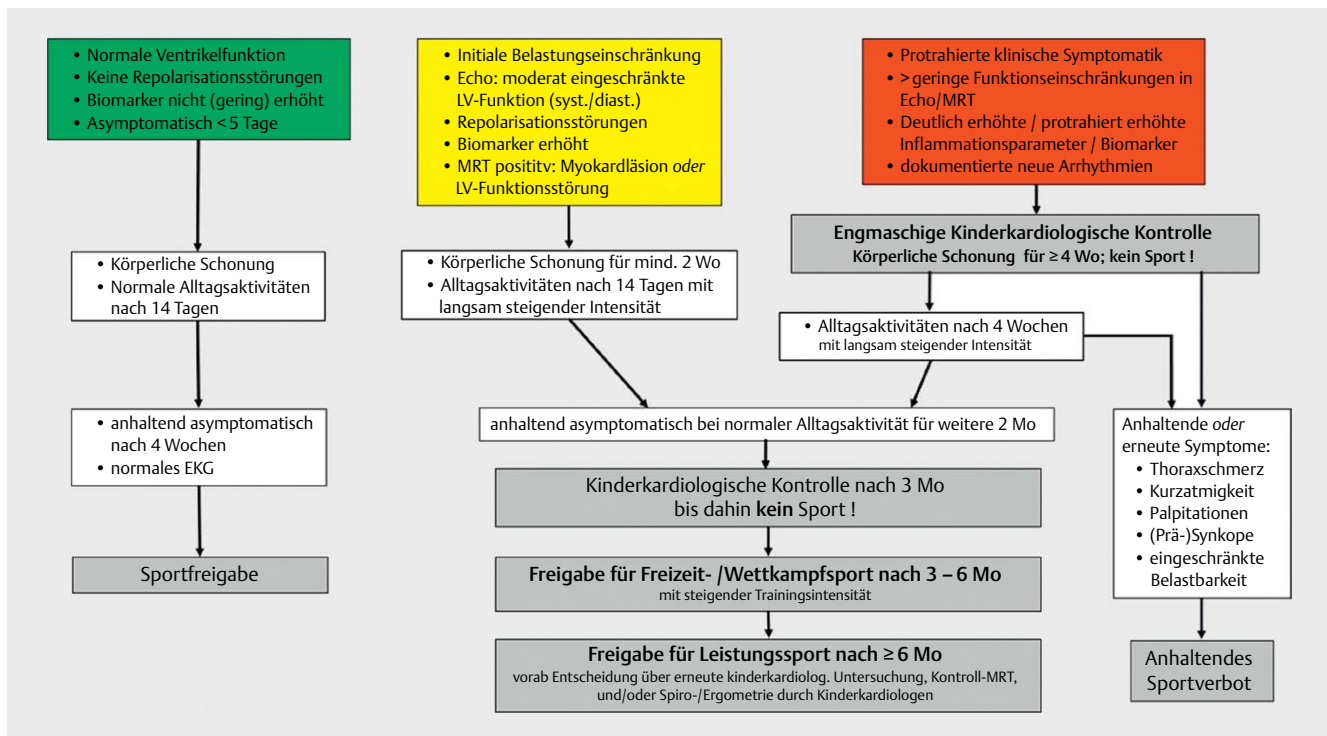 • Normale Ventrikelfunktion
• Keine Repolarisationsstörungen
• Biomarker nicht (gering) erhöht
• Asymptomatisch < 5 Tage
• Körperliche Schonung
• Normale Alltagsaktivitäten
nach 14 Tagen
• anhaltend asymptomatisch
nach 4 Wochen
• normales EKG
Sportfreigabe
• Initiale Belastungseinschränkung
• Echo: moderat eingeschränkte
LV-Funktion (syst./diast.)
• Repolarisationsstörungen
• Biomarker erhöht
• MRT posititv: Myokardläsion oder
LV-Funktionsstörung
• Körperliche Schonung für mind. 2 Wo
• Alltagsaktivitäten nach 14 Tagen mit
langsam steigender Intensität
• Protrahierte klinische Symptomatik
• > geringe Funktionseinschränkungen in
Echo/MRT
• Deutlich erhöhte / protrahiert erhöhte
Inflammationsparameter / Biomarker
• dokumentierte neue Arrhythmien
Engmaschige Kinderkardiologische Kontrolle
Körperliche Schonung für ≥ 4 Wo; kein Sport !
• Alltagsaktivitäten nach 4 Wochen
mit langsam steigender Intensität
anhaltend asymptomatisch bei normaler Alltagsaktivität für weitere 2 Mo
Kinderkardiologische Kontrolle nach 3 Mo
bis dahin kein Sport !
Freigabe für Freizeit- /Wettkampfsport nach 3 – 6 Mo
mit steigender Trainingsintensität
Freigabe für Leistungssport nach ≥ 6 Mo
vorab Entscheidung über erneute kinderkardiolog. Untersuchung, Kontroll-MRT,
und/oder Spiro-/Ergometrie durch Kinderkardiologen
Anhaltende oder
erneute Symptome:
• Thoraxschmerz
• Kurzatmigkeit
• Palpitationen
• (Prä-)Synkope
• eingeschränkte
Belastbarkeit
Anhaltendes
Sportverbot